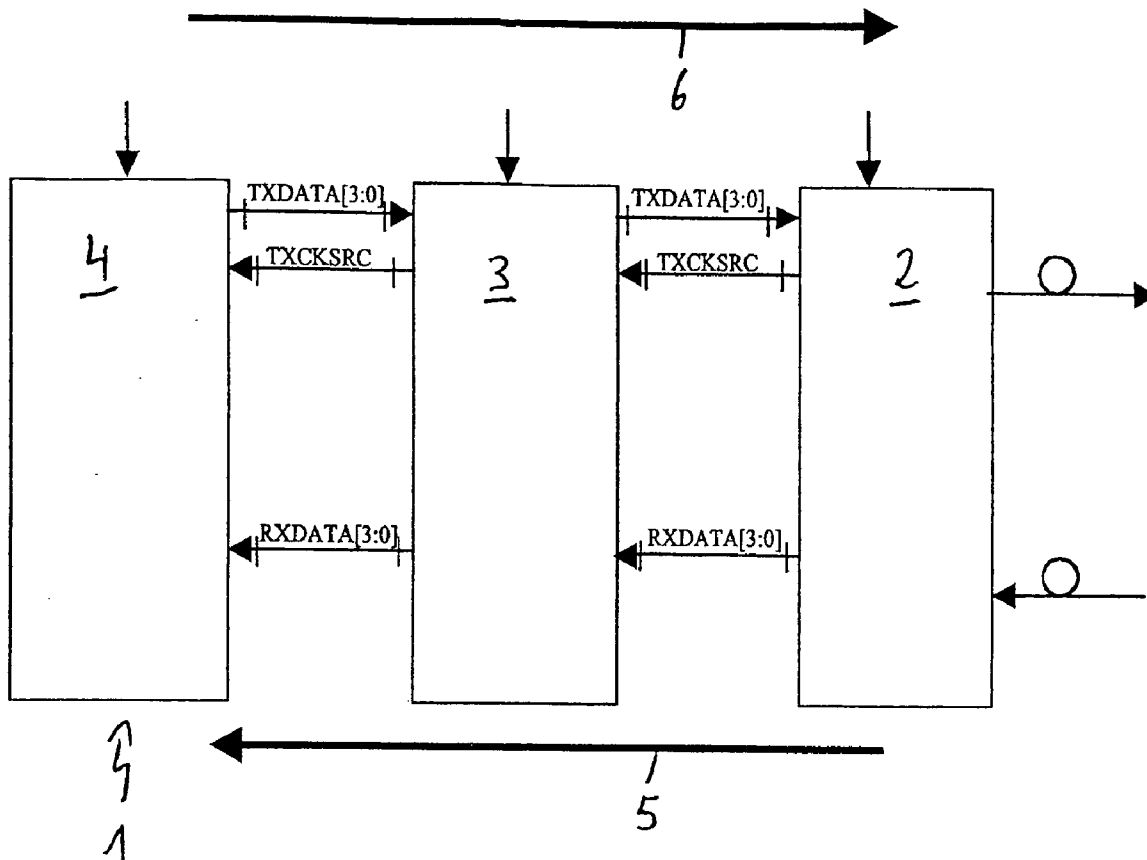 6
TXDATA[3:0] TXDATA[3:0]
4 TXCKSRC 3 TXCKSRC 2
RXDATA[3:0] RXDATA[3:0]
5
1